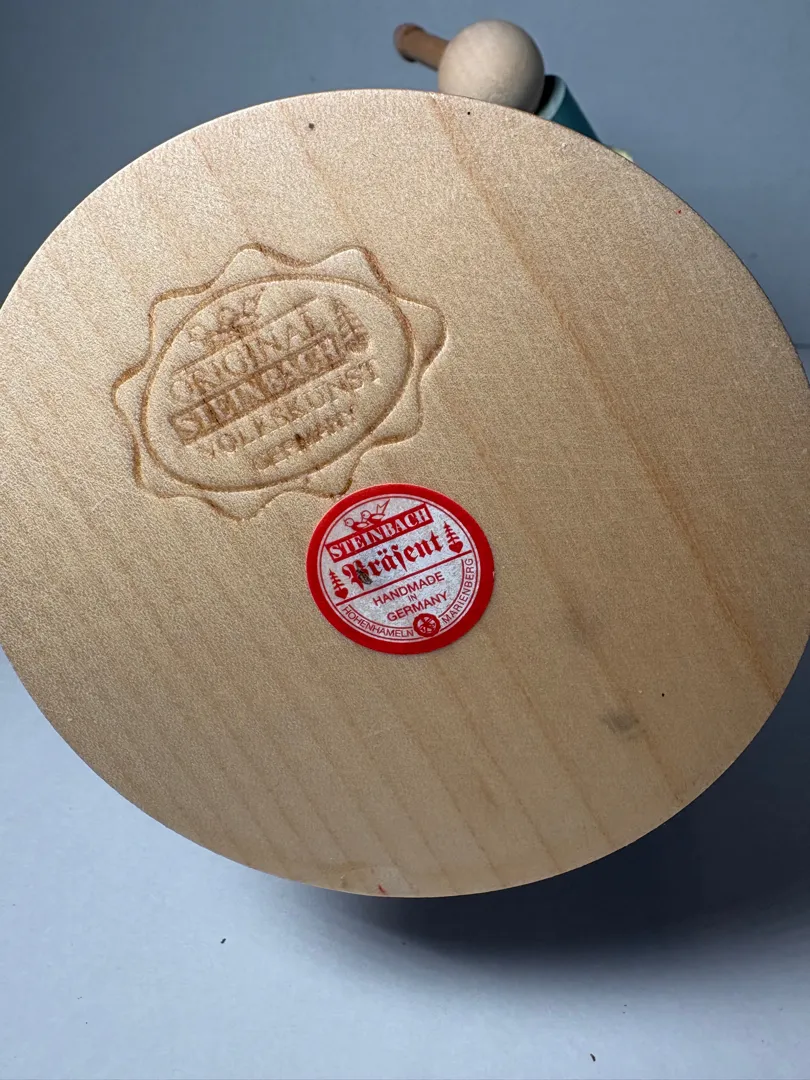 ORIGINAL
STEINBACH
VOLKSKUNST
GERMANY
STEINBACH
Präsent
HANDMADE
IN
GERMANY
HOHENHAMELN MARIENBERG